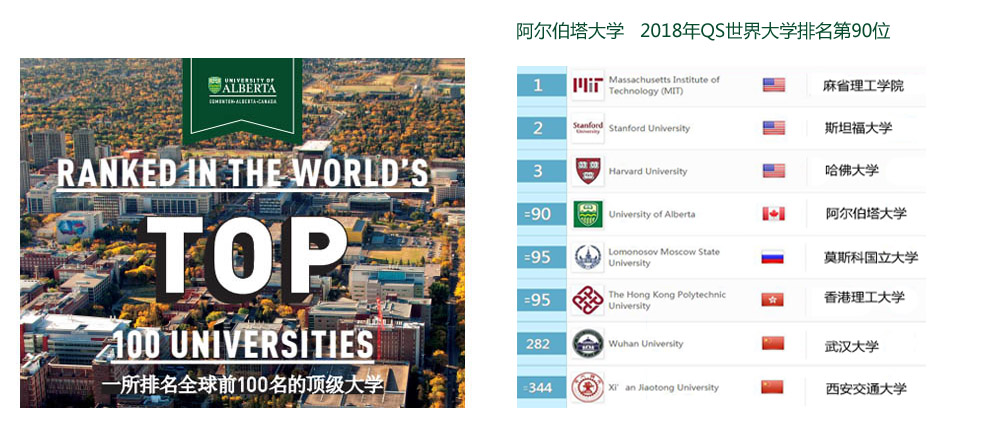 阿尔伯塔大学 2018年QS世界大学排名第90位
UNIVERSITY OF
ALBERTA
EDMONTON·ALBERTA·CANADA
RANKED IN THE WORLD'S
TOP
100 UNIVERSITIES
一所排名全球前100名的顶级大学
1 MIT Massachusetts Institute of
Technology (MIT) 麻省理工学院
2 Stanford
University Stanford University 斯坦福大学
3 Harvard University 哈佛大学
=90 University of Alberta 阿尔伯塔大学
=95 Lomonosov Moscow State
University 莫斯科国立大学
=95 The Hong Kong Polytechnic
University 香港理工大学
282 Wuhan University 武汉大学
=344 Xi' an Jiaotong University 西安交通大学